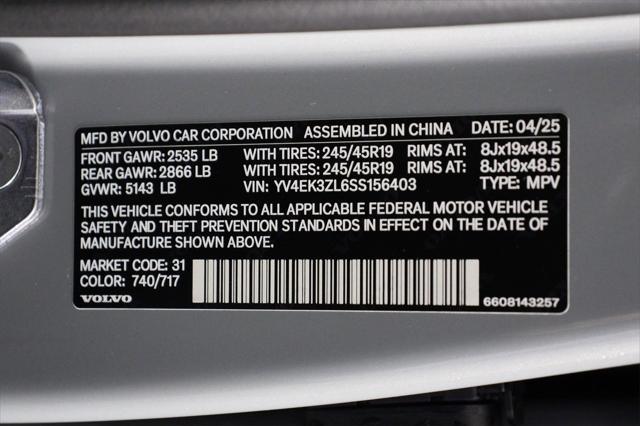 MFD BY VOLVO CAR CORPORATION ASSEMBLED IN CHINA DATE: 04/25
FRONT GAWR: 2535 LB WITH TIRES: 245/45R19 RIMS AT: 8Jx19x48.5
REAR GAWR: 2866 LB WITH TIRES: 245/45R19 RIMS AT: 8Jx19x48.5
GVWR: 5143 LB VIN: YV4EK3ZL6SS156403 TYPE: MPV
THIS VEHICLE CONFORMS TO ALL APPLICABLE FEDERAL MOTOR VEHICLE
SAFETY AND THEFT PREVENTION STANDARDS IN EFFECT ON THE DATE OF
MANUFACTURE SHOWN ABOVE.
MARKET CODE: 31
COLOR: 740/717
VOLVO 6608143257